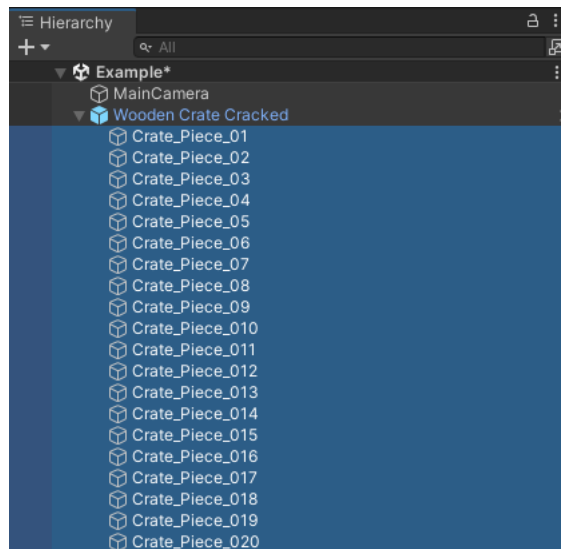 Hierarchy
All
Example*
MainCamera
Wooden Crate Cracked
Crate_Piece_01
Crate_Piece_02
Crate_Piece_03
Crate_Piece_04
Crate_Piece_05
Crate_Piece_06
Crate_Piece_07
Crate_Piece_08
Crate_Piece_09
Crate_Piece_010
Crate_Piece_011
Crate_Piece_012
Crate_Piece_013
Crate_Piece_014
Crate_Piece_015
Crate_Piece_016
Crate_Piece_017
Crate_Piece_018
Crate_Piece_019
Crate_Piece_020